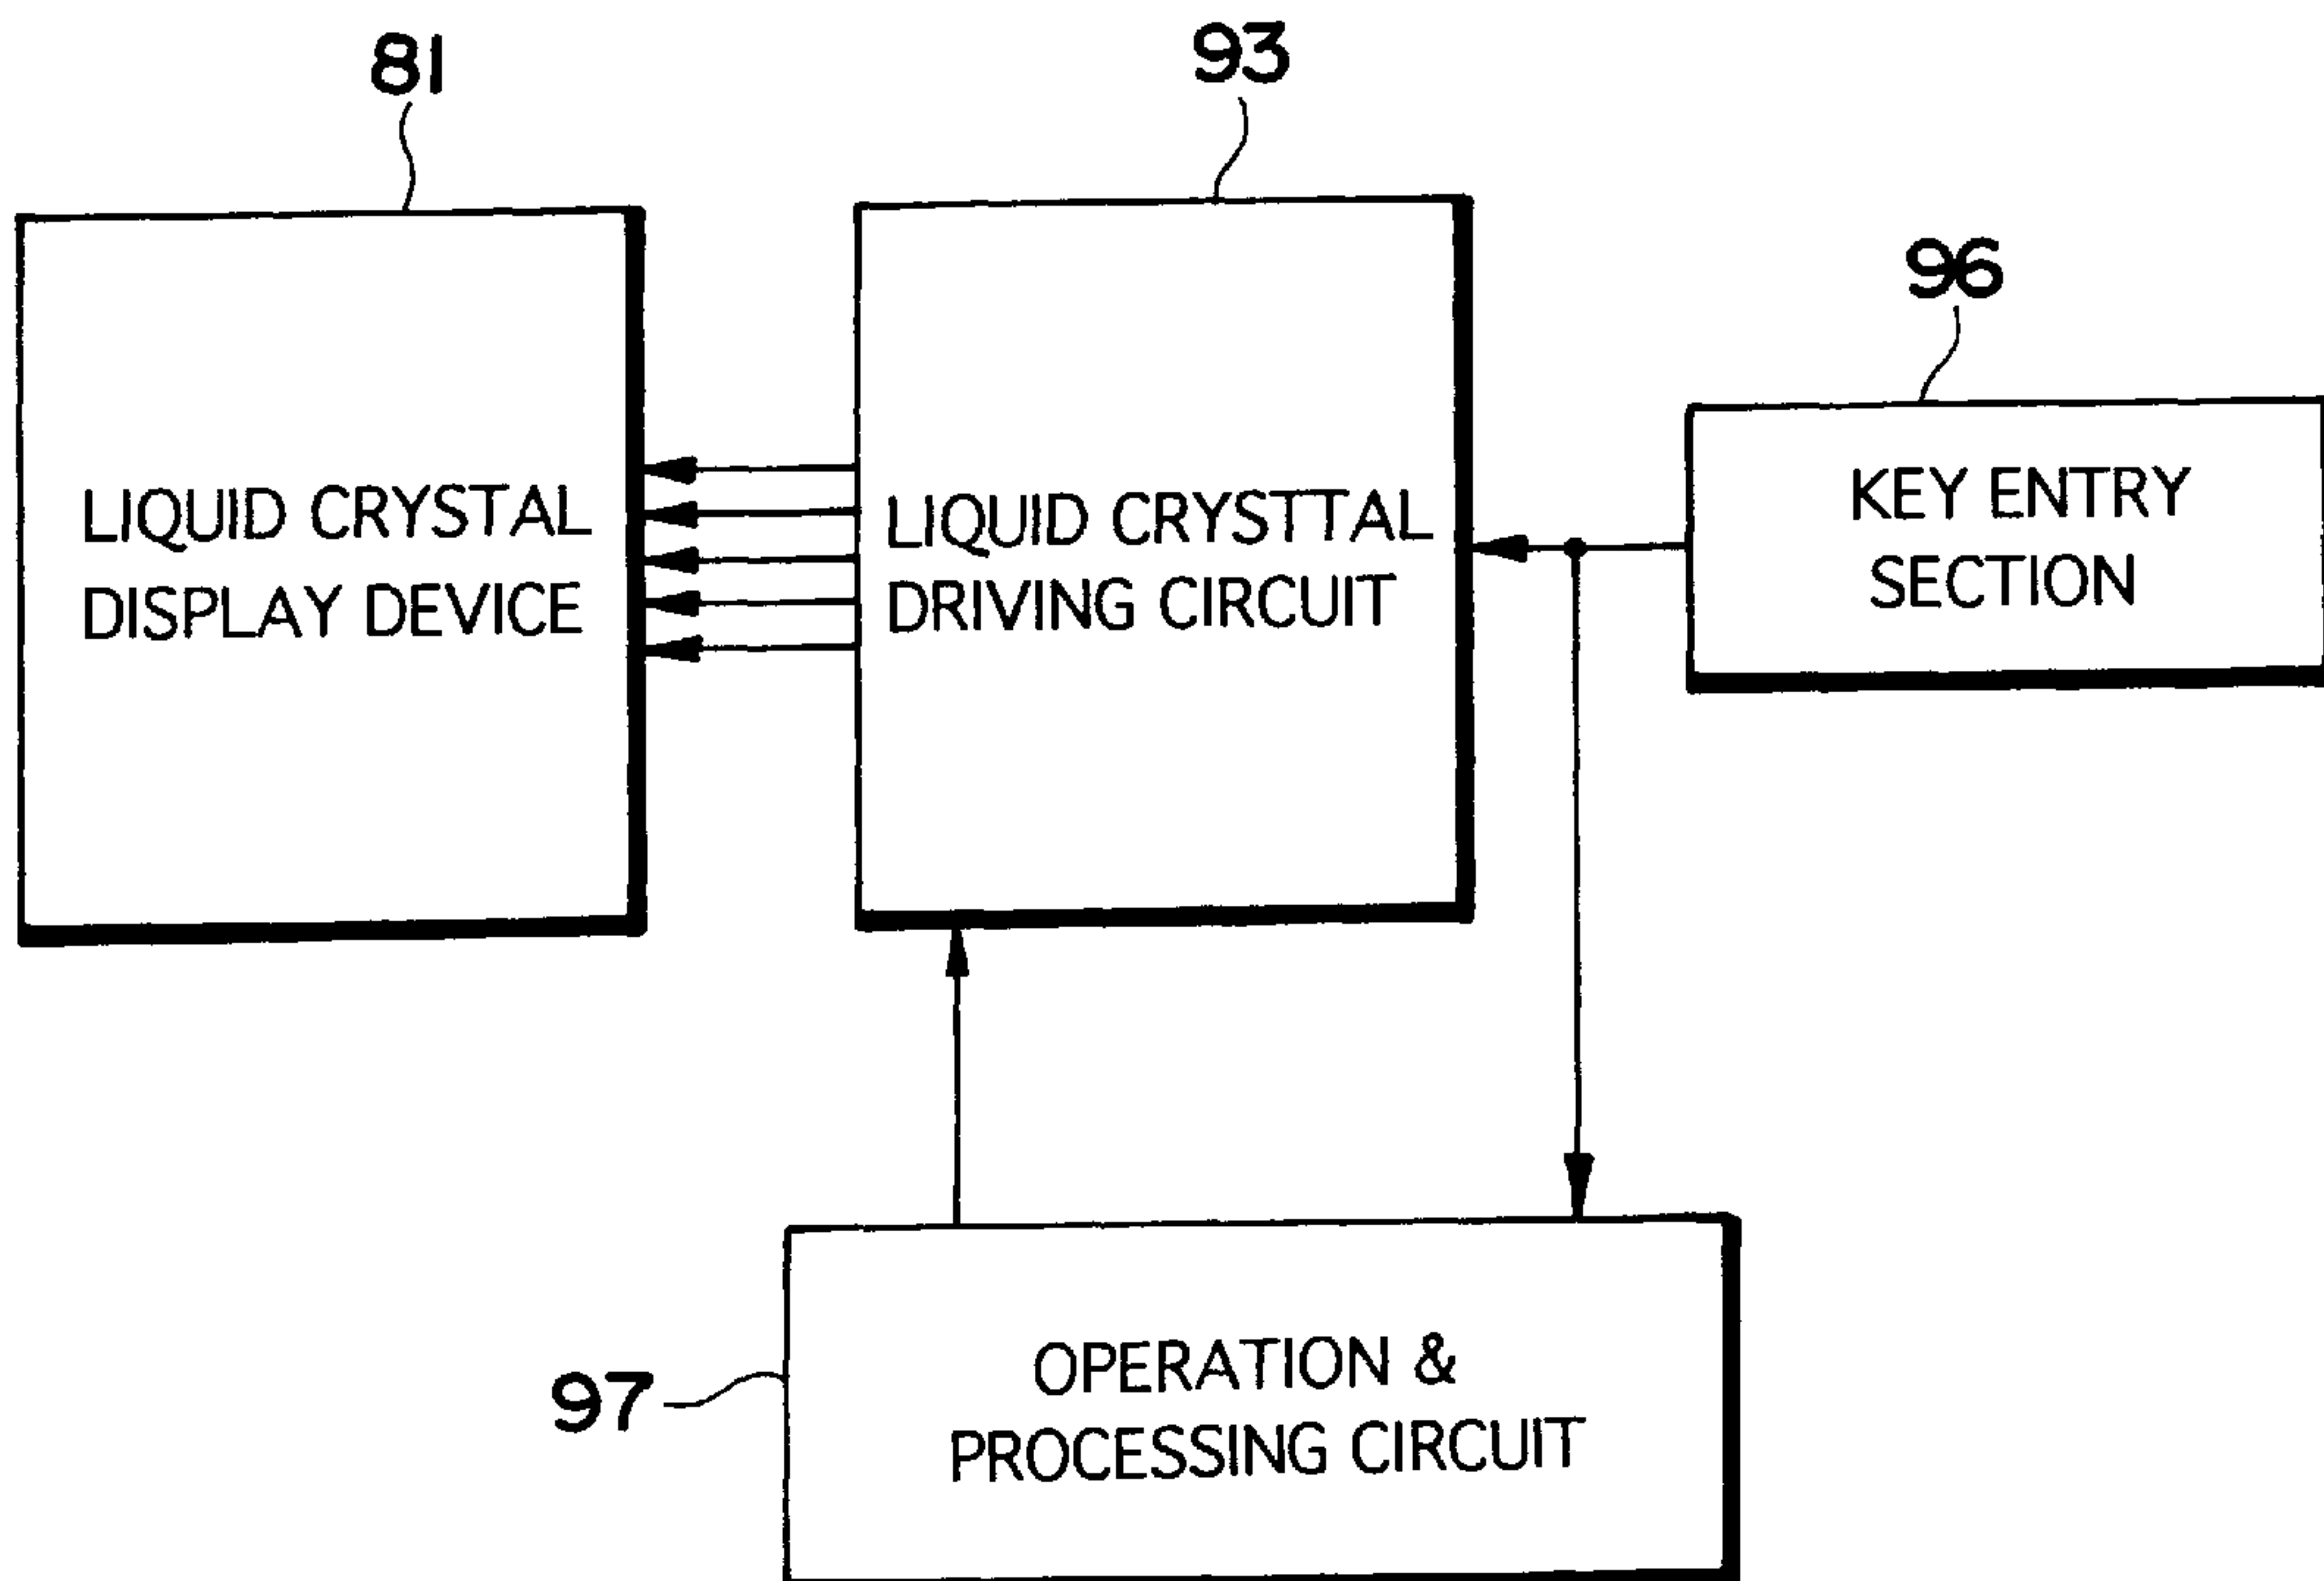 81
93
96
LIQUID CRYSTAL
DISPLAY DEVICE
LIQUID CRYSTTAL
DRIVING CIRCUIT
KEY ENTRY
SECTION
97
OPERATION &
PROCESSING CIRCUIT